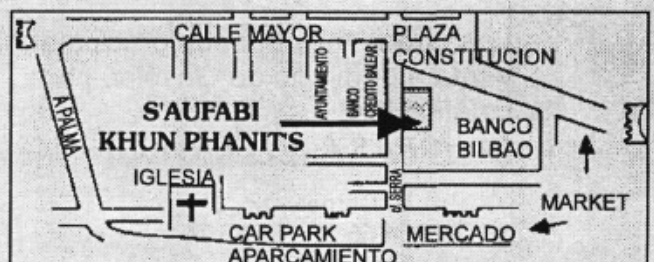 CALLE MAYOR
PLAZA
CONSTITUCION
A PALMA
AYUNTAMIENTO
BANCO
CREDITO BALEAR
S'AUFABI
KHUN PHANIT'S
BANCO
BILBAO
IGLESIA
c/. SERRA
MARKET
CAR PARK
APARCAMIENTO
MERCADO